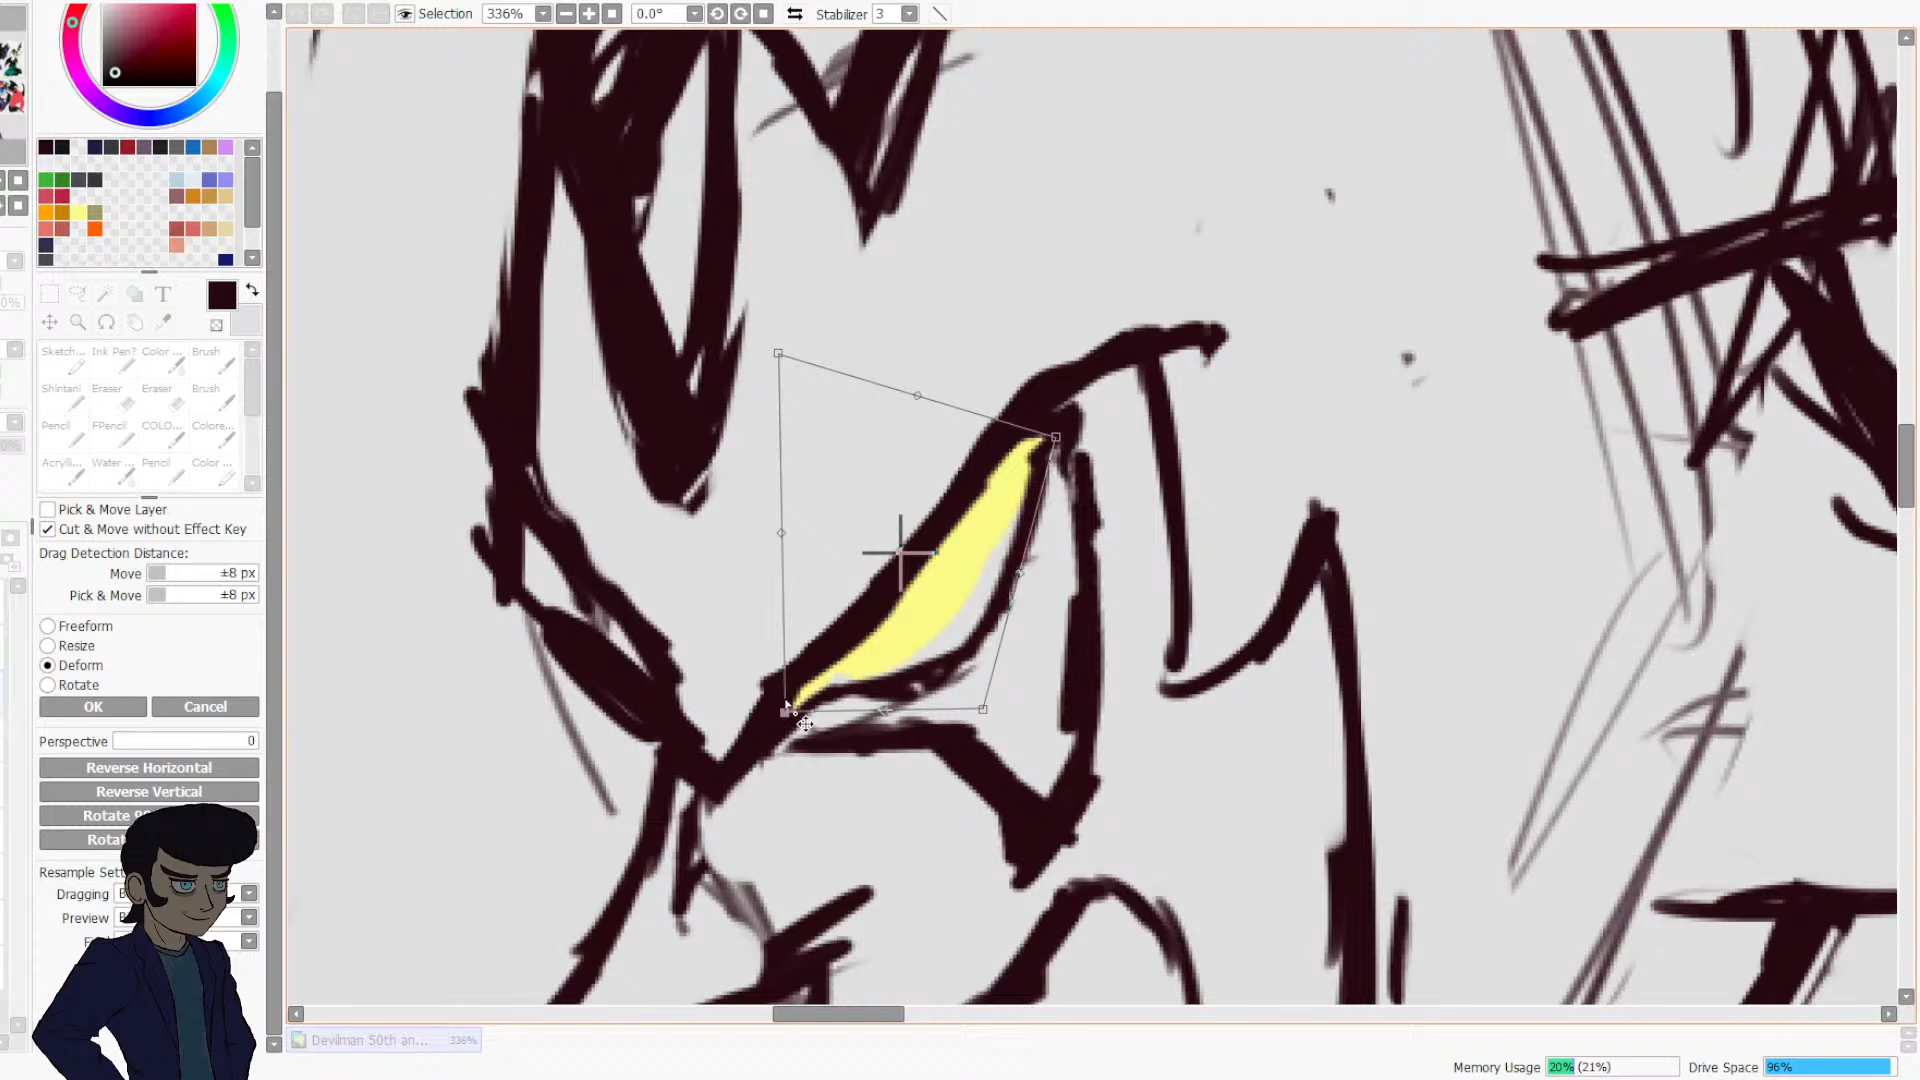 Selection 336% 0.0° Stabilizer 3
T
Sketch... Ink Pen? Color ... Brush
Shintani Eraser Eraser Brush
Pencil FPencil COLO... Colore...
Acrylli... Water ... Pencil Color ...
Pick & Move Layer
Cut & Move without Effect Key
Drag Detection Distance:
Move ±8 px
Pick & Move ±8 px
Freeform
Resize
Deform
Rotate
OK Cancel
Perspective 0
Reverse Horizontal
Reverse Vertical
Rotate
Resample
Dragging
Preview
Devilman 50th an... 336%
Memory Usage 20% (21%) Drive Space 96%